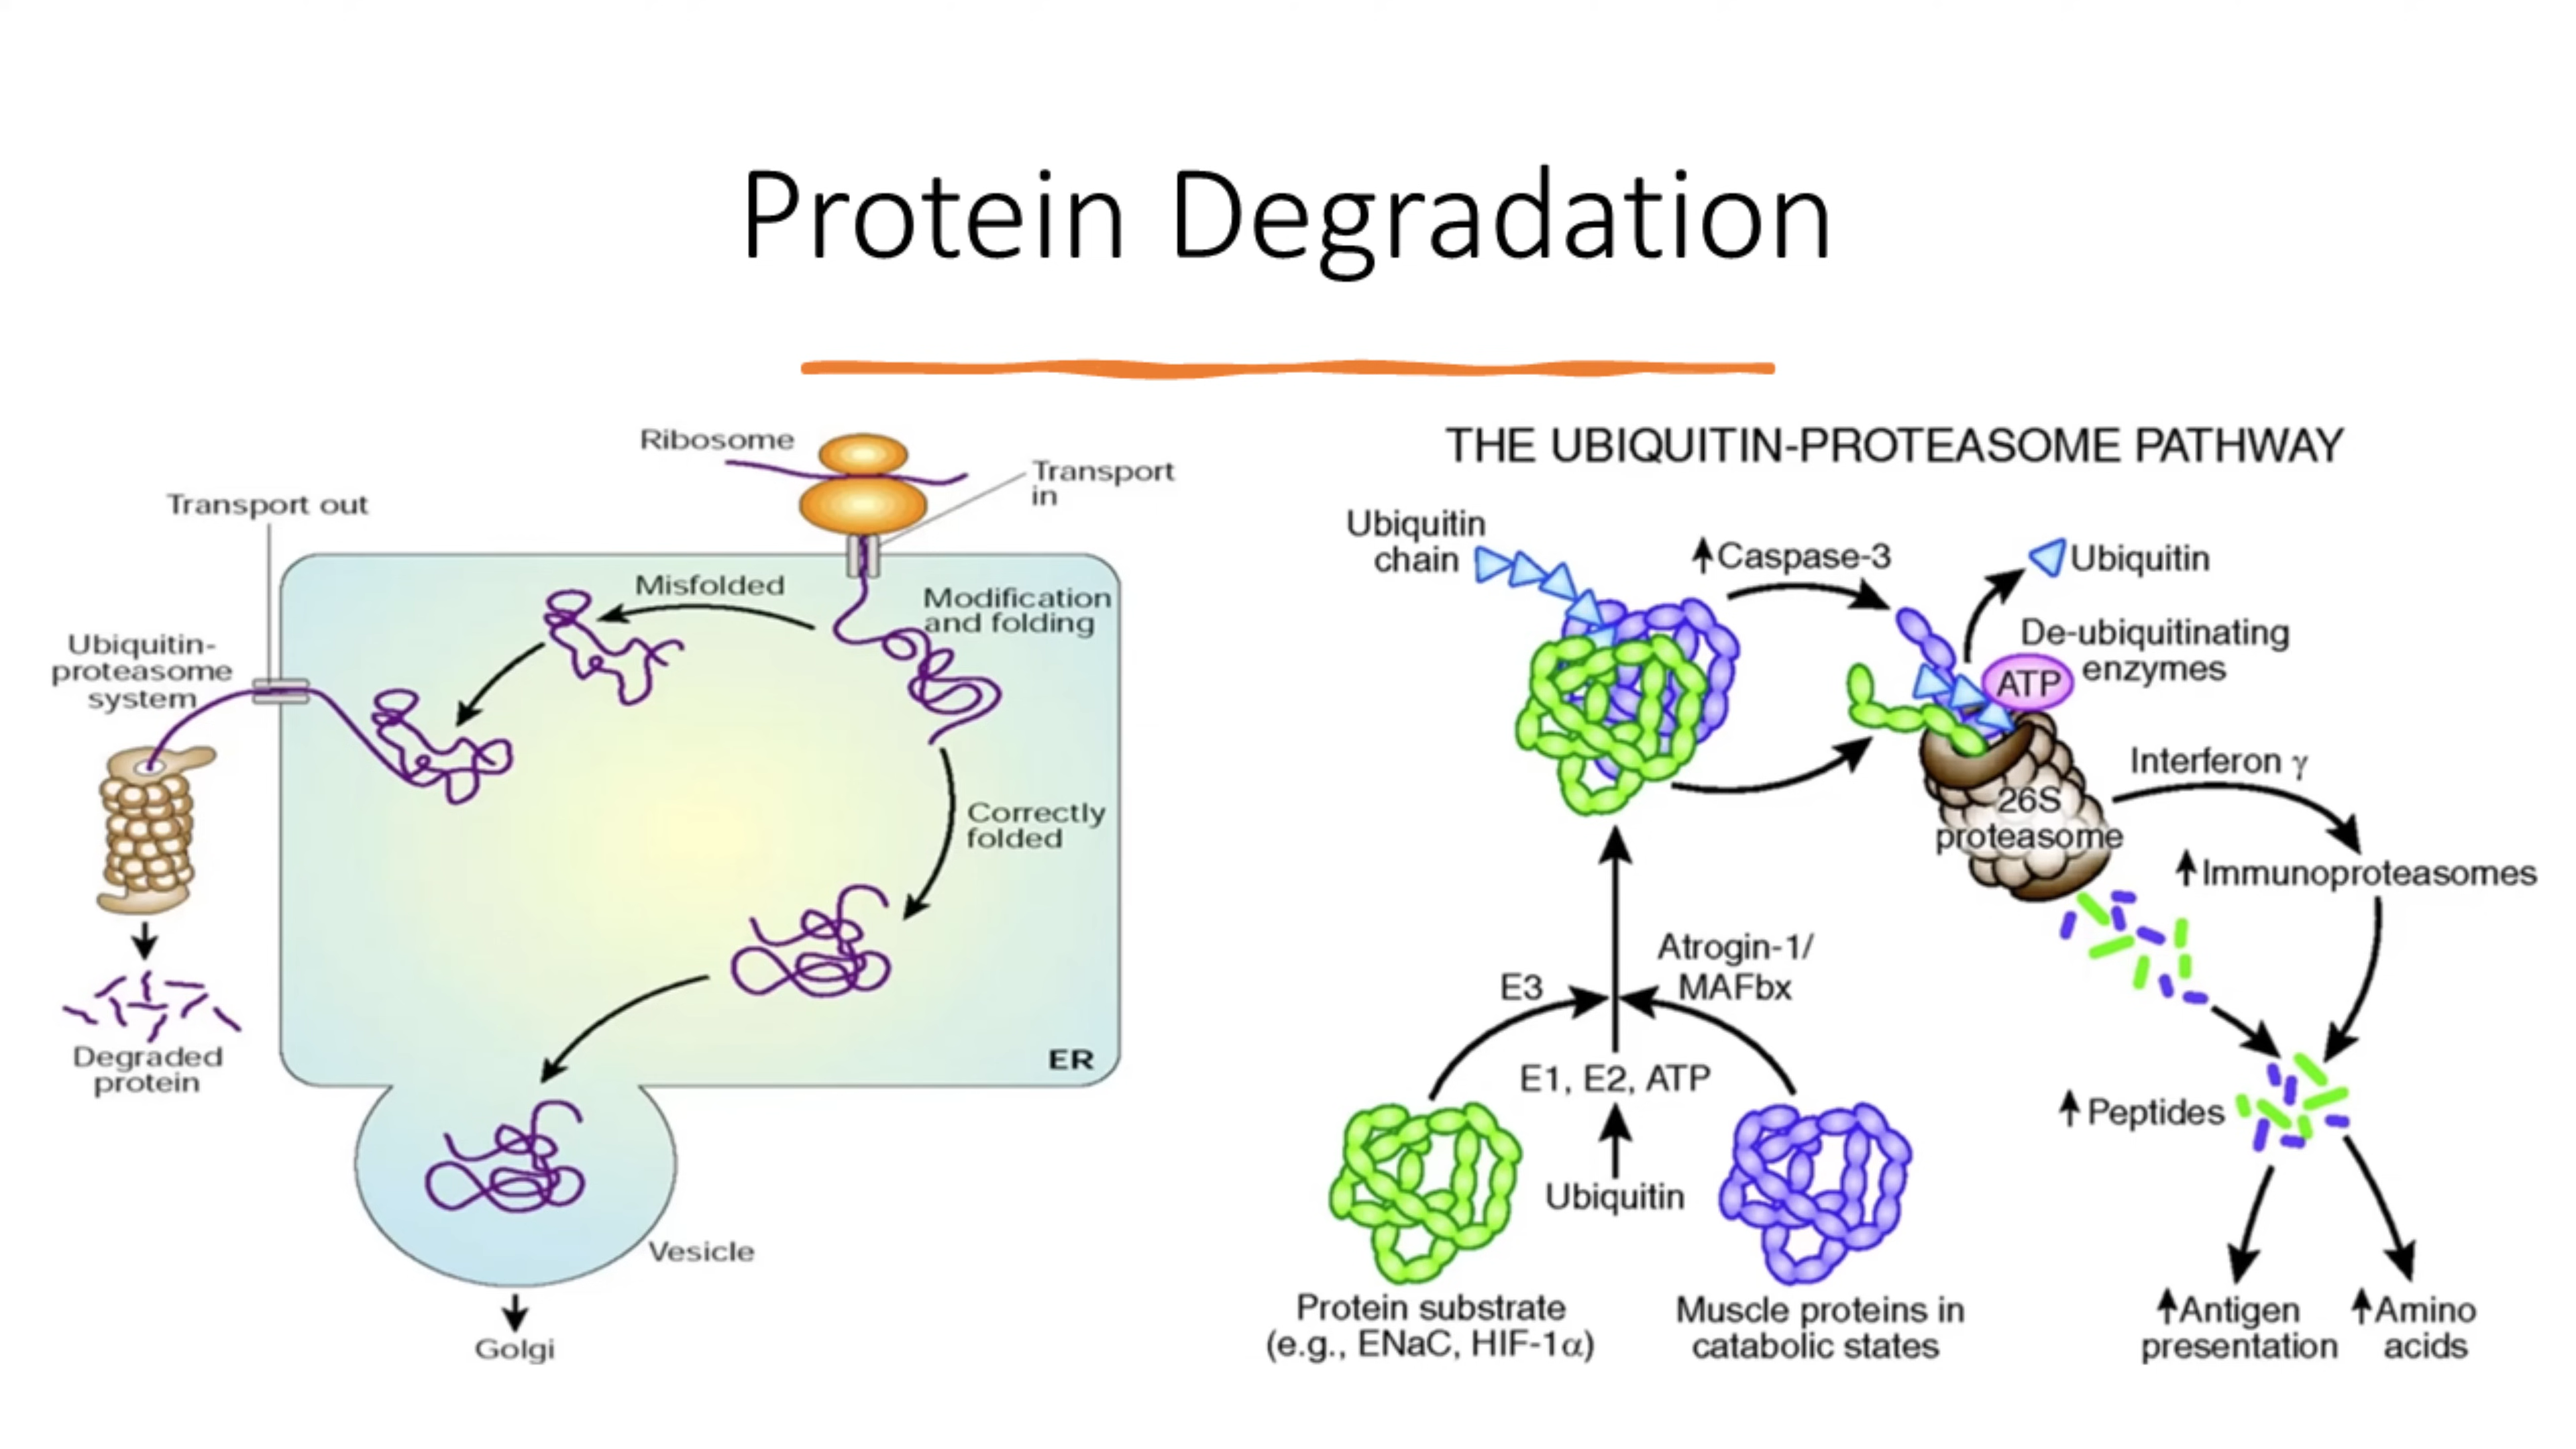 Protein Degradation
Ribosome
Transport
in
Transport out
Misfolded
Modification
and folding
Ubiquitin-
proteasome
system
Correctly
folded
Degraded
protein
ER
Vesicle
Golgi
THE UBIQUITIN-PROTEASOME PATHWAY
Ubiquitin
chain
↑Caspase-3
Ubiquitin
De-ubiquitinating
enzymes
ATP
Interferon γ
26S
proteasome
↑Immunoproteasomes
Atrogin-1/
MAFbx
E3
E1, E2, ATP
↑Peptides
Ubiquitin
Protein substrate
(e.g., ENaC, HIF-1α)
Muscle proteins in
catabolic states
↑Antigen
presentation
↑Amino
acids